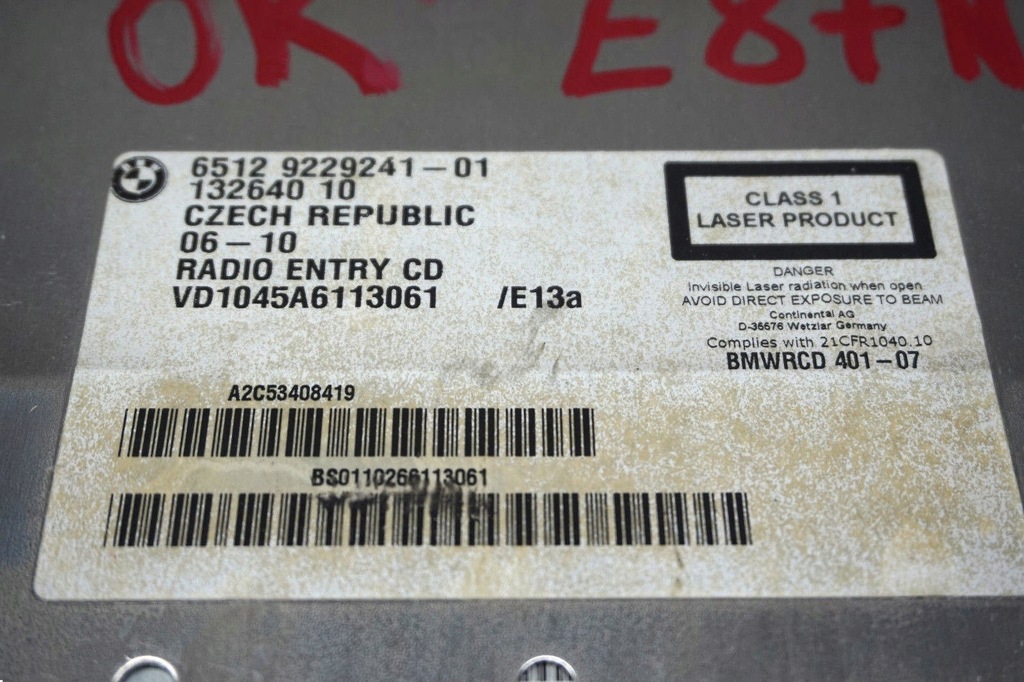 OK E87
6512 9229241-01
132640 10
CZECH REPUBLIC
06-10
RADIO ENTRY CD
VD1045A6113061 /E13a
CLASS 1
LASER PRODUCT
DANGER
Invisible Laser radiation when open
AVOID DIRECT EXPOSURE TO BEAM
Continental AG
D-35576 Wetzlar Germany
Complies with 21CFR1040.10
BMWRCD 401-07
A2C53408419
BS0110266113061